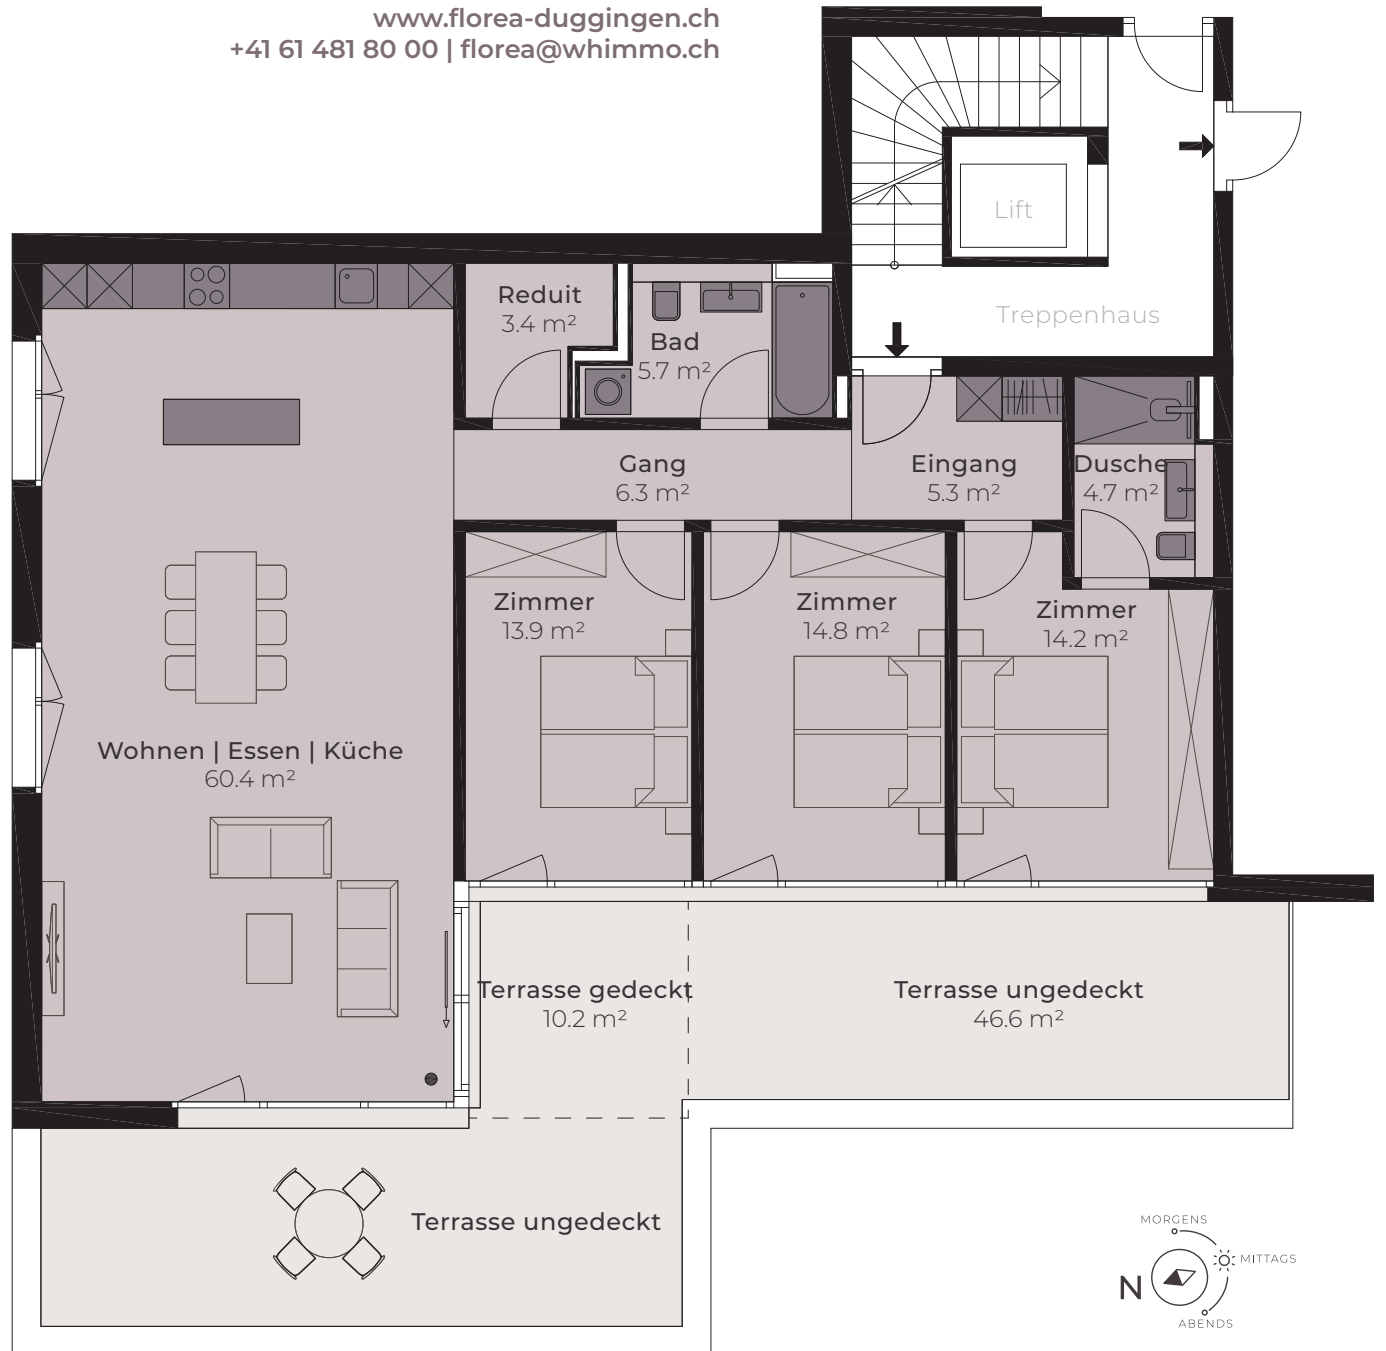 www.florea-duggingen.ch
+41 61 481 80 00 | florea@whimmo.ch
Lift
Treppenhaus
Reduit
3.4 m²
Bad
5.7 m²
Gang
6.3 m²
Eingang
5.3 m²
Dusche
4.7 m²
Zimmer
13.9 m²
Zimmer
14.8 m²
Zimmer
14.2 m²
Wohnen | Essen | Küche
60.4 m²
Terrasse gedeckt
10.2 m²
Terrasse ungedeckt
46.6 m²
Terrasse ungedeckt
MORGENS
MITTAGS
N
ABENDS